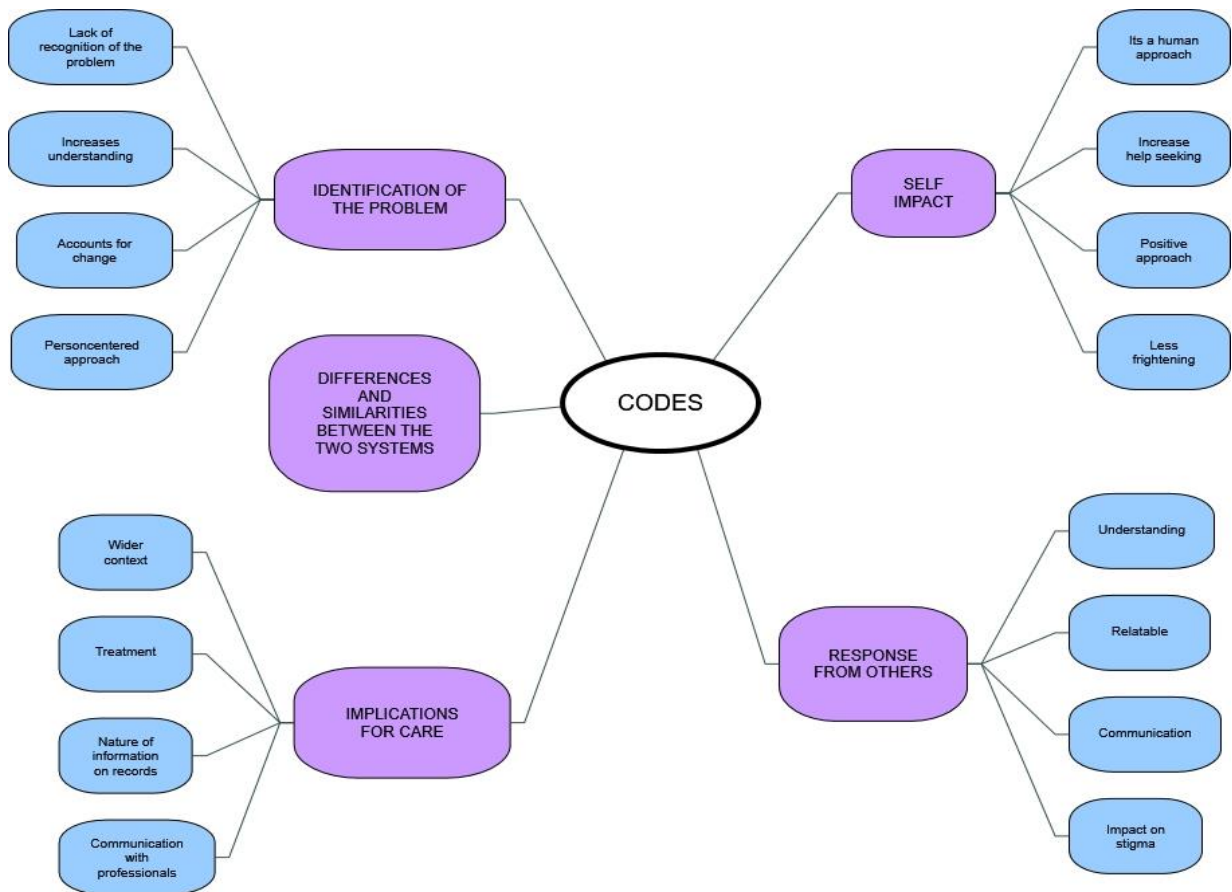 Lack of
recognition of the
problem
Increases
understanding
Accounts for
change
Personcentered
approach
IDENTIFICATION OF
THE PROBLEM
DIFFERENCES
AND
SIMILARITIES
BETWEEN THE
TWO SYSTEMS
Wider
context
Treatment
Nature of
information
on records
Communication
with
professionals
IMPLICATIONS
FOR CARE
CODES
SELF
IMPACT
Its a human
approach
Increase
help seeking
Positive
approach
Less
frightening
RESPONSE
FROM OTHERS
Understanding
Relatable
Communication
Impact on
stigma